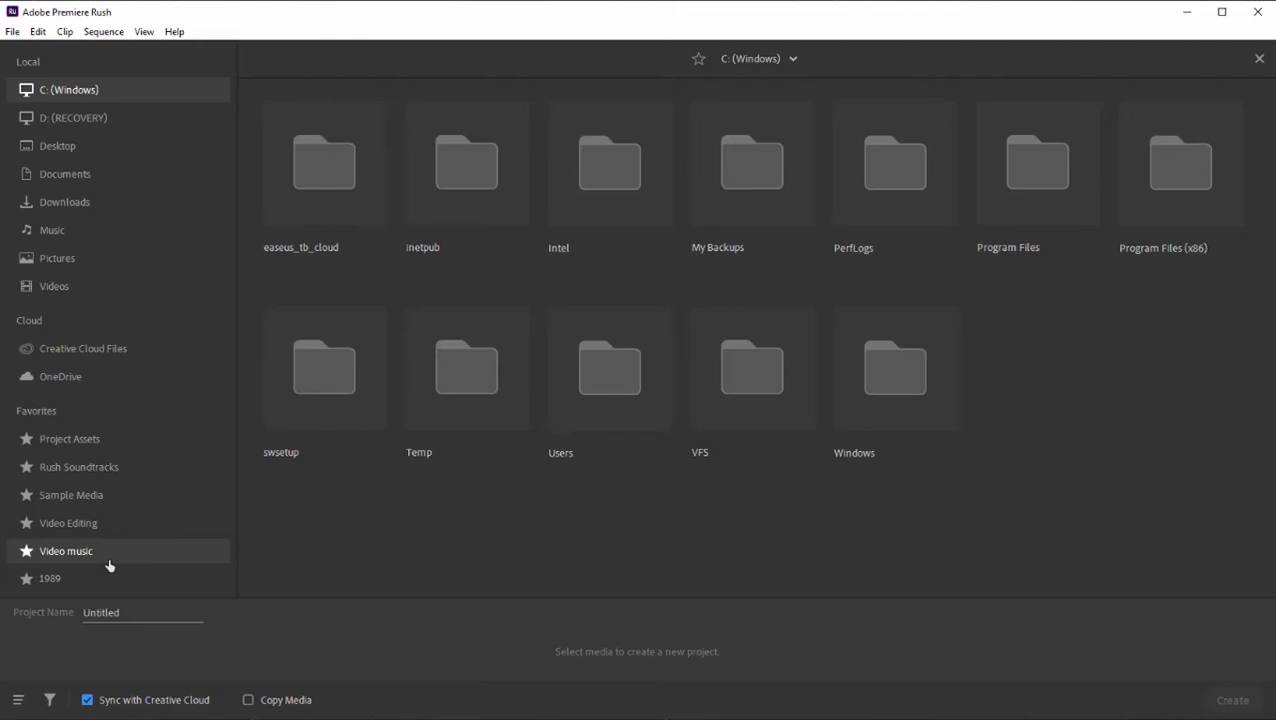 Ru Adobe Premiere Rush
File Edit Clip Sequence View Help
Local
C: (Windows)
D: (RECOVERY)
Desktop
Documents
Downloads
Music
Pictures
Videos
Cloud
Creative Cloud Files
OneDrive
Favorites
Project Assets
Rush Soundtracks
Sample Media
Video Editing
Video music
1989
C: (Windows)
easeus_tb_cloud inetpub Intel My Backups PerfLogs Program Files Program Files (x86)
swsetup Temp Users VFS Windows
Project Name Untitled
Select media to create a new project.
Sync with Creative Cloud Copy Media Create